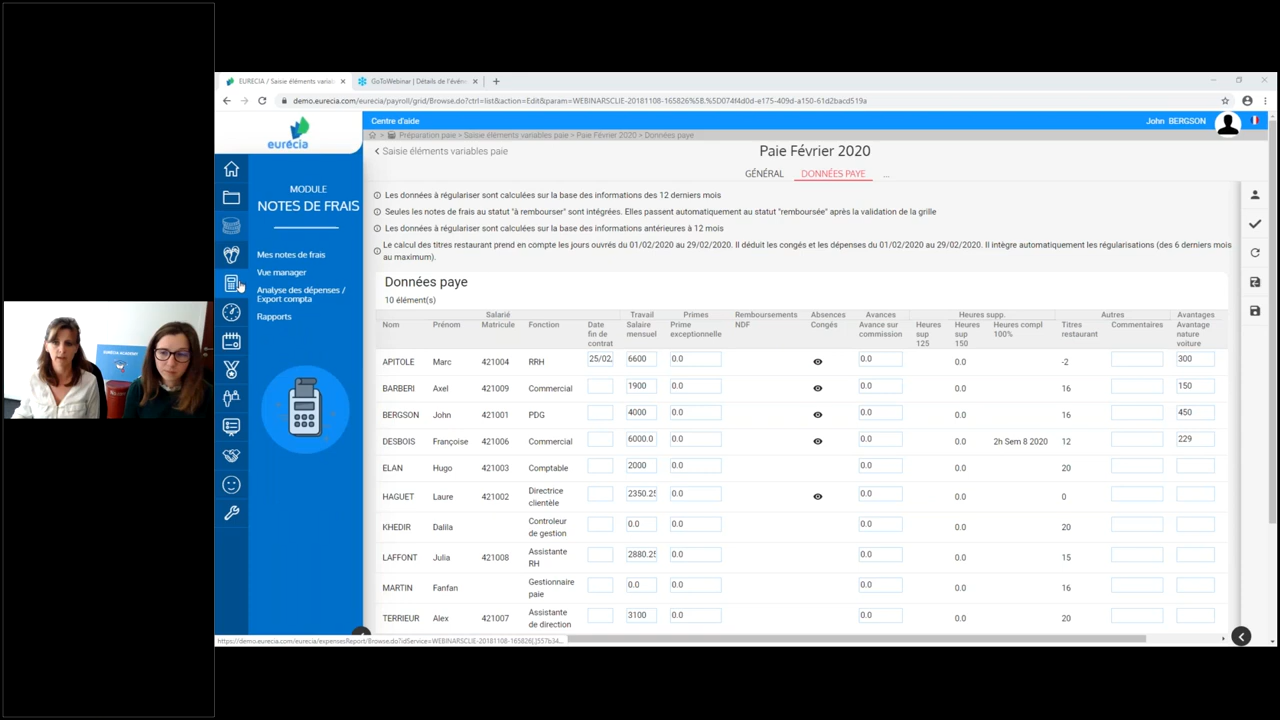 EURÉCIA / Saisie éléments varia
GoToWebinar | Détails de l'évén
demo.eurecia.com/eurecia/payroll/grid/Browse.do?ctrl=list&action=Edit&param=WEBINARSCLIE-20181108-165826%5B.%5D074f4d0d-e175-409d-a150-61d2bacd519a
eurécia
Centre d'aide
John BERGSON
Préparation paie > Saisie éléments variables paie > Paie Février 2020 > Données paye
Saisie éléments variables paie
Paie Février 2020
GÉNÉRAL DONNÉES PAYE ...
MODULE
NOTES DE FRAIS
Mes notes de frais
Vue manager
Analyse des dépenses /
Export compta
Rapports
EURÉCIA ACADEMY
Les données à régulariser sont calculées sur la base des informations des 12 derniers mois
Seules les notes de frais au statut "à rembourser" sont intégrées. Elles passent automatiquement au statut "remboursée" après la validation de la grille
Les données à régulariser sont calculées sur la base des informations antérieures à 12 mois
Le calcul des titres restaurant prend en compte les jours ouvrés du 01/02/2020 au 29/02/2020. Il déduit les congés et les dépenses du 01/02/2020 au 29/02/2020. Il intègre automatiquement les régularisations (des 6 derniers mois
au maximum).
Données paye
10 élément(s)
Salarié Travail Primes Remboursements Absences Avances Heures supp. Autres Avantages
Nom Prénom Matricule Fonction Date fin de contrat Salaire mensuel Prime exceptionnelle NDF Congés Avance sur commission Heures sup 125 Heures sup 150 Heures compl 100% Titres restaurant Commentaires Avantage nature voiture
APITOLE Marc 421004 RRH 25/02, 6600 0.0 0.0 0.0 -2 300
BARBERI Axel 421009 Commercial 1900 0.0 0.0 0.0 16 150
BERGSON John 421001 PDG 4000 0.0 0.0 0.0 16 450
DESBOIS Françoise 421006 Commercial 6000.0 0.0 0.0 0.0 2h Sem 8 2020 12 229
ELAN Hugo 421003 Comptable 2000 0.0 0.0 0.0 20
HAGUET Laure 421002 Directrice clientèle 2350.25 0.0 0.0 0.0 0
KHEDIR Dalila Controleur de gestion 0.0 0.0 0.0 0.0 20
LAFFONT Julia 421008 Assistante RH 2880.25 0.0 0.0 0.0 15
MARTIN Fanfan Gestionnaire paie 0.0 0.0 0.0 0.0 16
TERRIEUR Alex 421007 Assistante de direction 3100 0.0 0.0 0.0 20